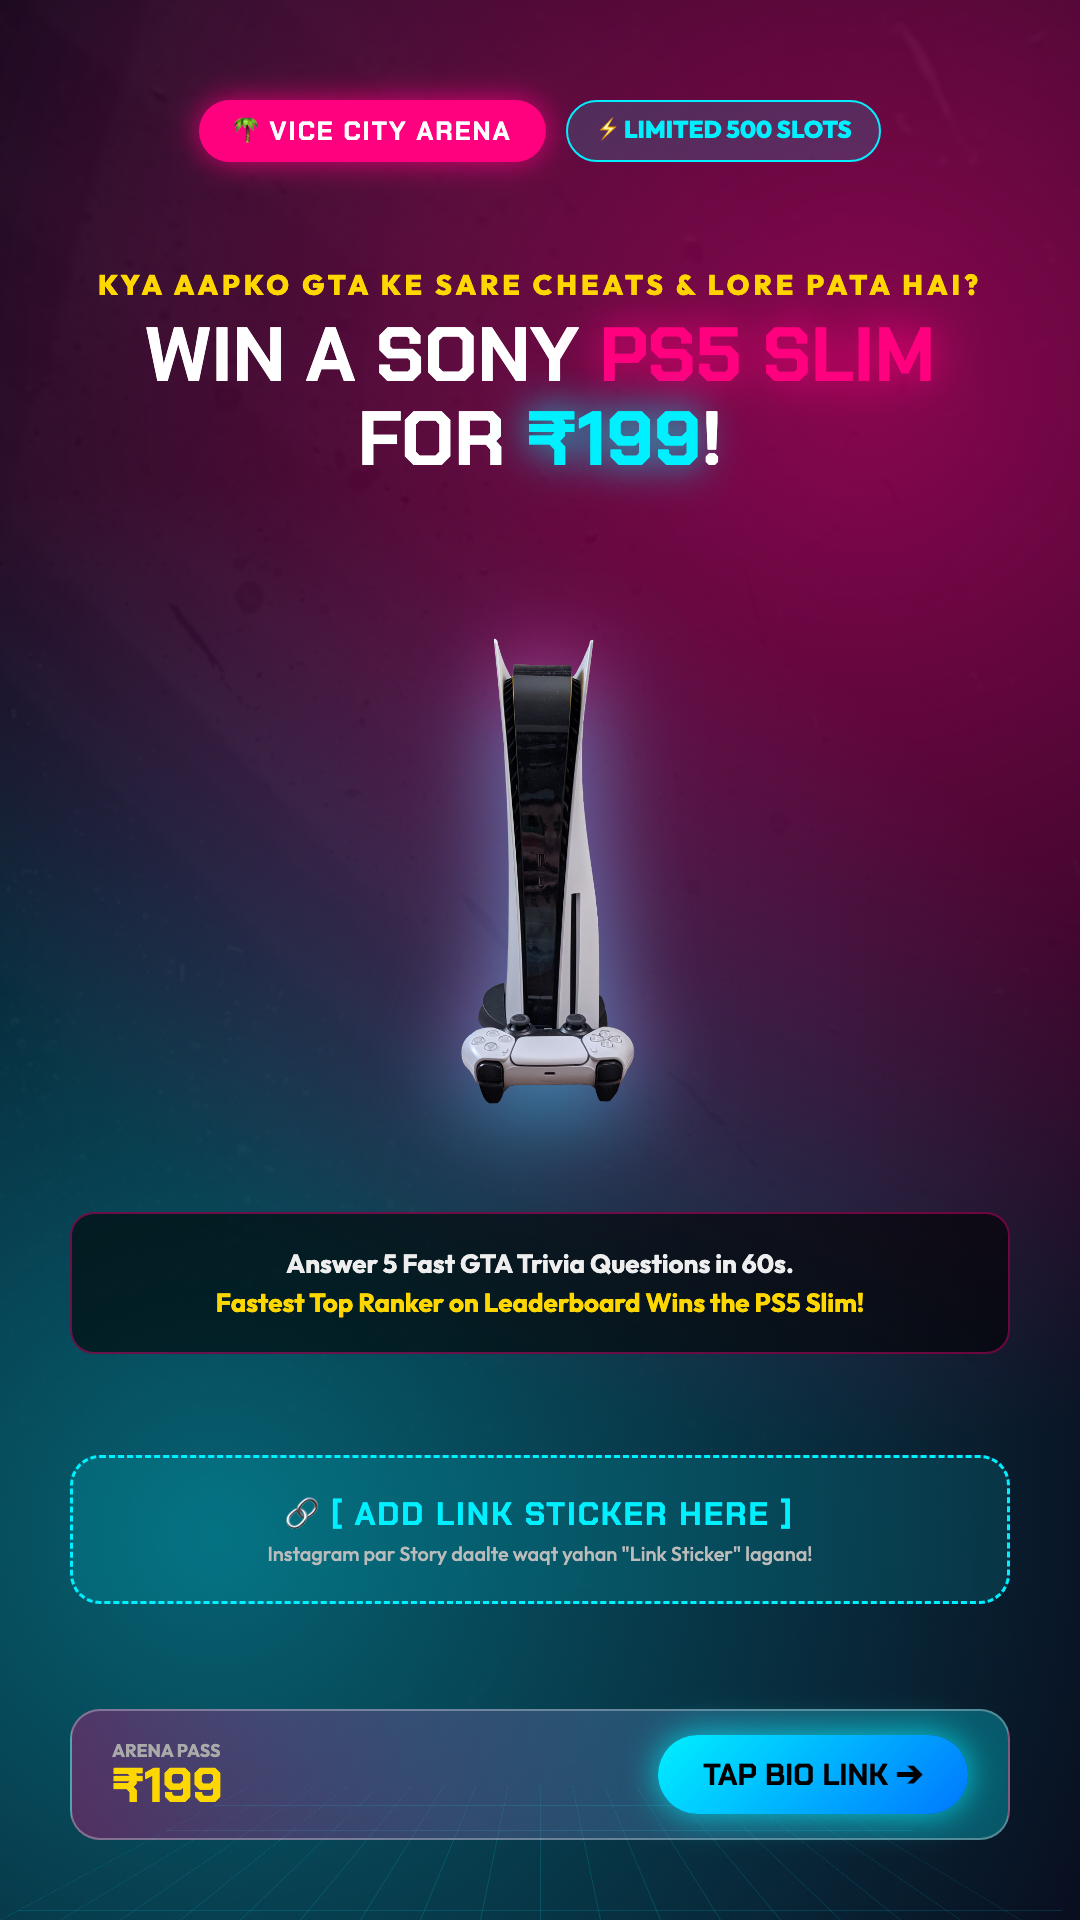 🌴 VICE CITY ARENA
⚡ LIMITED 500 SLOTS
KYA AAPKO GTA KE SARE CHEATS & LORE PATA HAI?
WIN A SONY PS5 SLIM
FOR ₹199!
Answer 5 Fast GTA Trivia Questions in 60s.
Fastest Top Ranker on Leaderboard Wins the PS5 Slim!
🔗 [ ADD LINK STICKER HERE ]
Instagram par Story daalte waqt yahan "Link Sticker" lagana!
ARENA PASS
₹199
TAP BIO LINK ➔